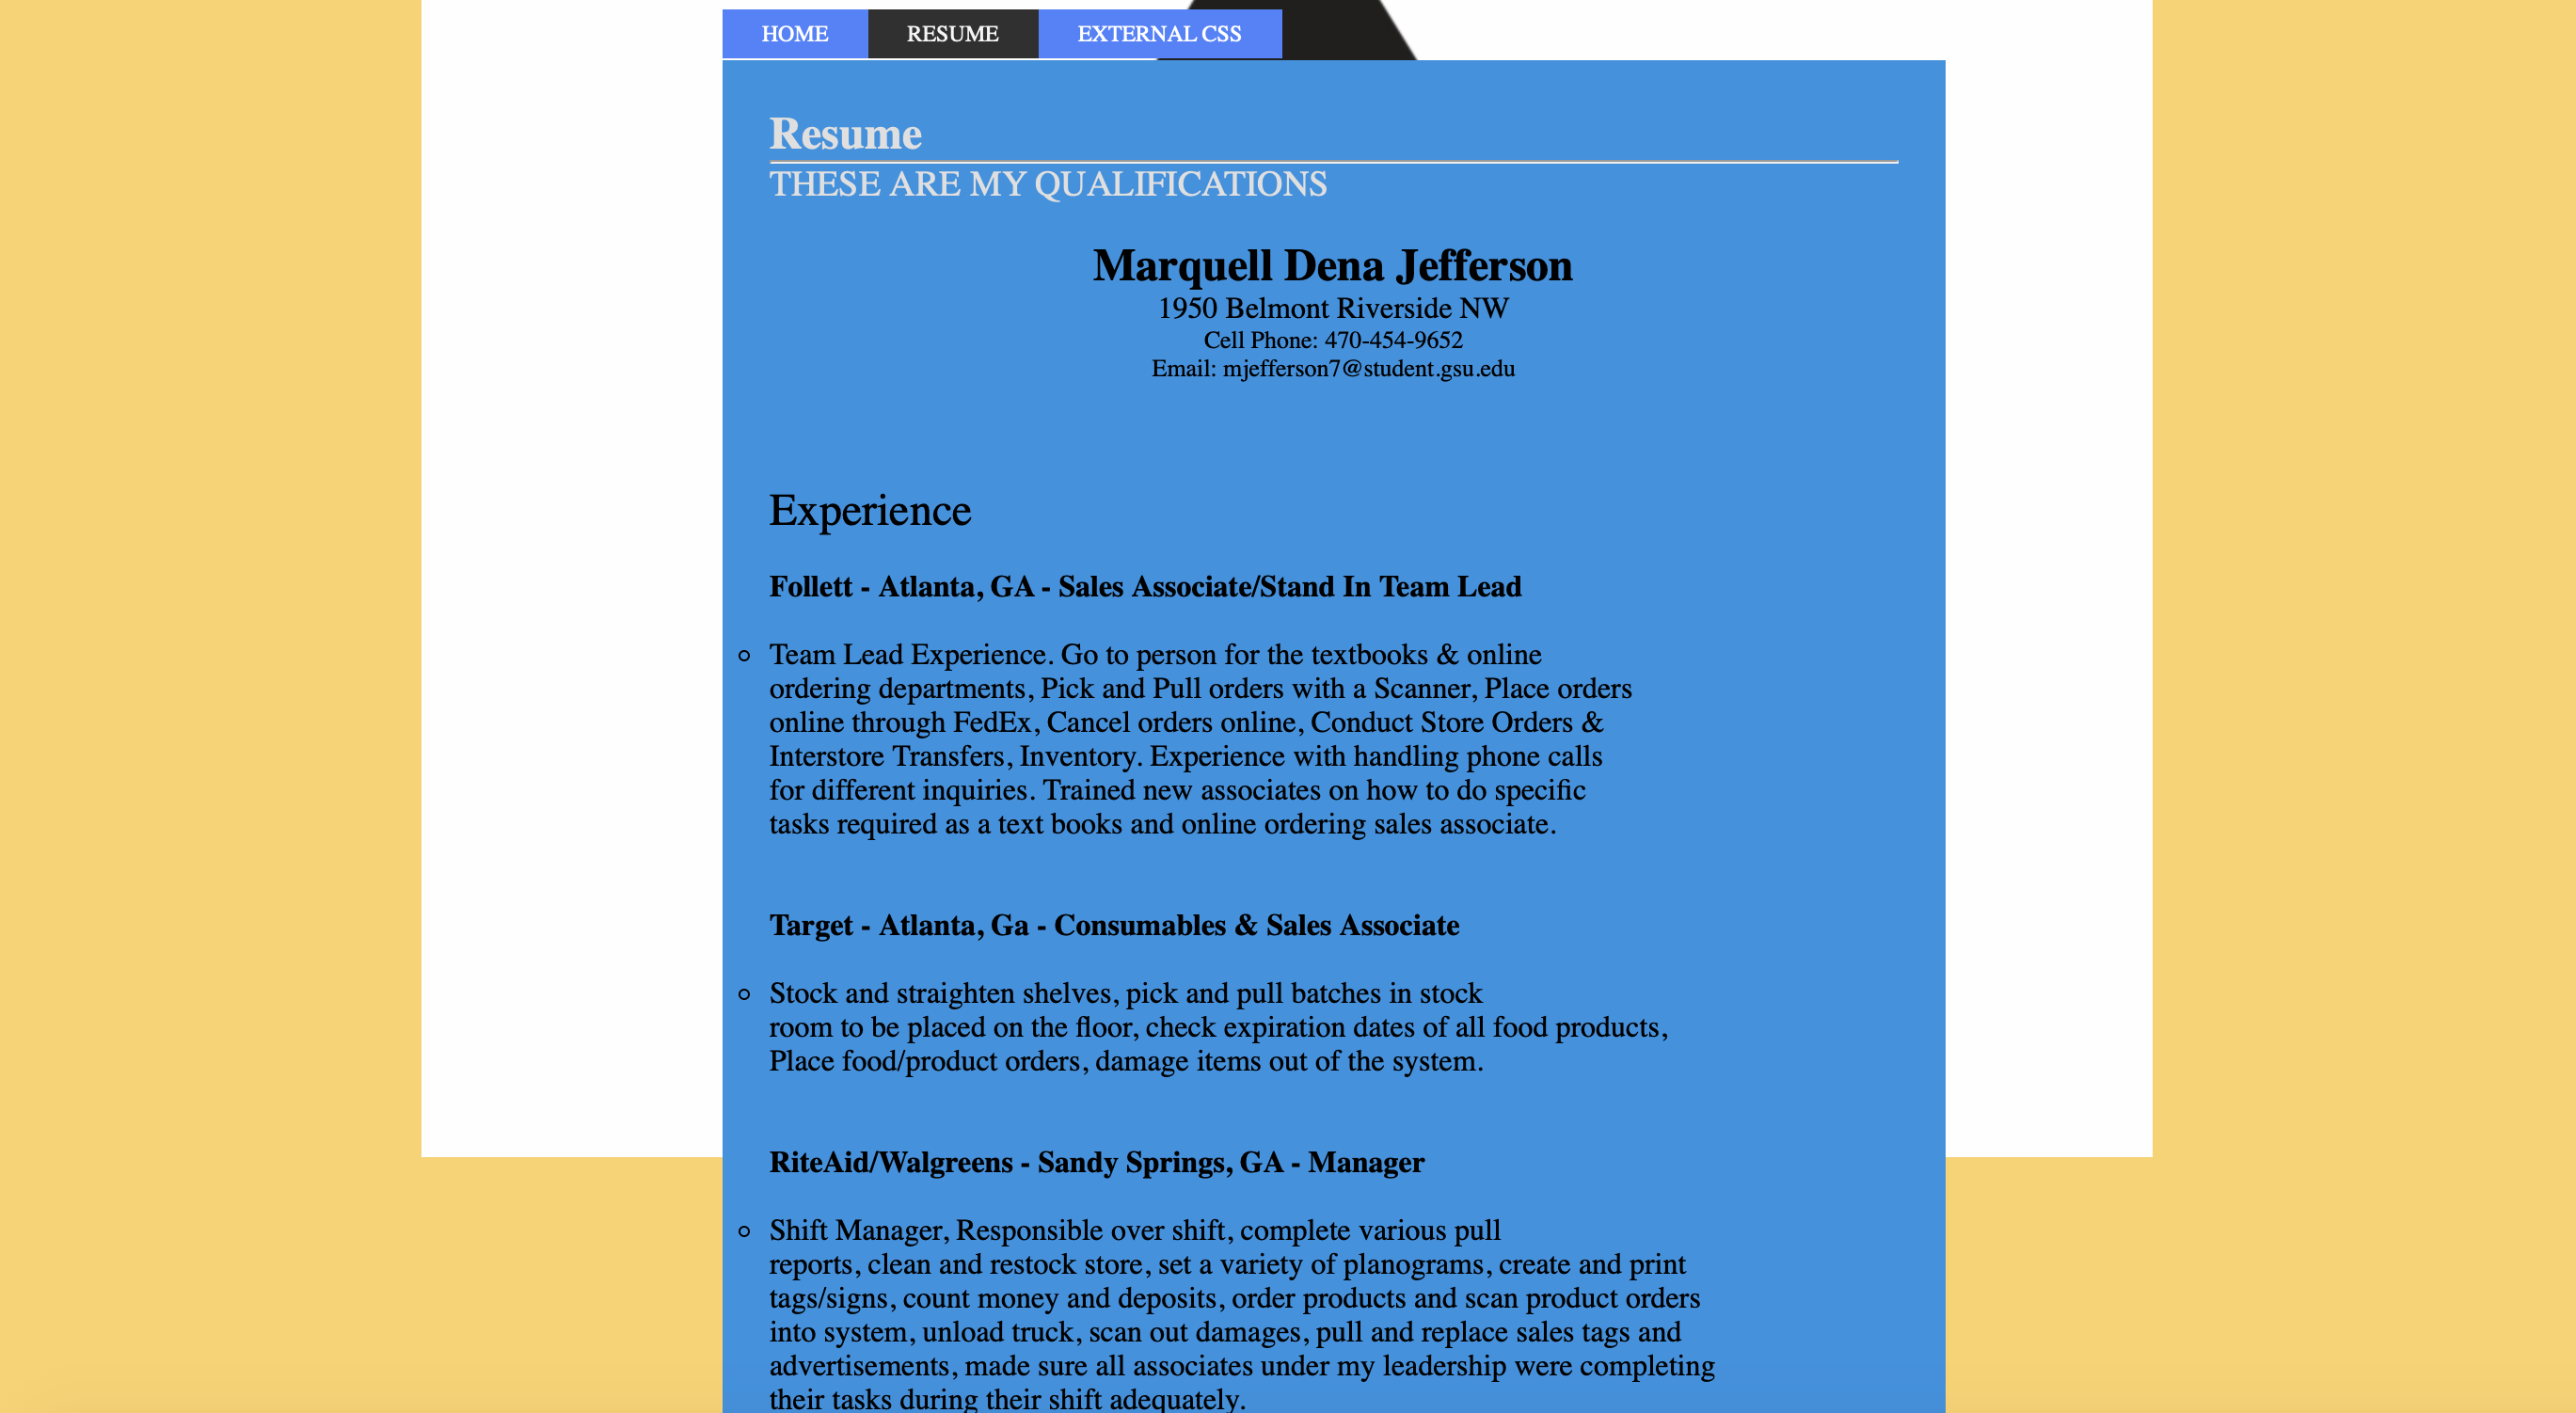 HOME RESUME EXTERNAL CSS
Resume
THESE ARE MY QUALIFICATIONS
Marquell Dena Jefferson
1950 Belmont Riverside NW
Cell Phone: 470-454-9652
Email: mjefferson7@student.gsu.edu
Experience
Follett - Atlanta, GA - Sales Associate/Stand In Team Lead
Team Lead Experience. Go to person for the textbooks & online
ordering departments, Pick and Pull orders with a Scanner, Place orders
online through FedEx, Cancel orders online, Conduct Store Orders &
Interstore Transfers, Inventory. Experience with handling phone calls
for different inquiries. Trained new associates on how to do specific
tasks required as a text books and online ordering sales associate.
Target - Atlanta, Ga - Consumables & Sales Associate
Stock and straighten shelves, pick and pull batches in stock
room to be placed on the floor, check expiration dates of all food products,
Place food/product orders, damage items out of the system.
RiteAid/Walgreens - Sandy Springs, GA - Manager
Shift Manager, Responsible over shift, complete various pull
reports, clean and restock store, set a variety of planograms, create and print
tags/signs, count money and deposits, order products and scan product orders
into system, unload truck, scan out damages, pull and replace sales tags and
advertisements, made sure all associates under my leadership were completing
their tasks during their shift adequately.